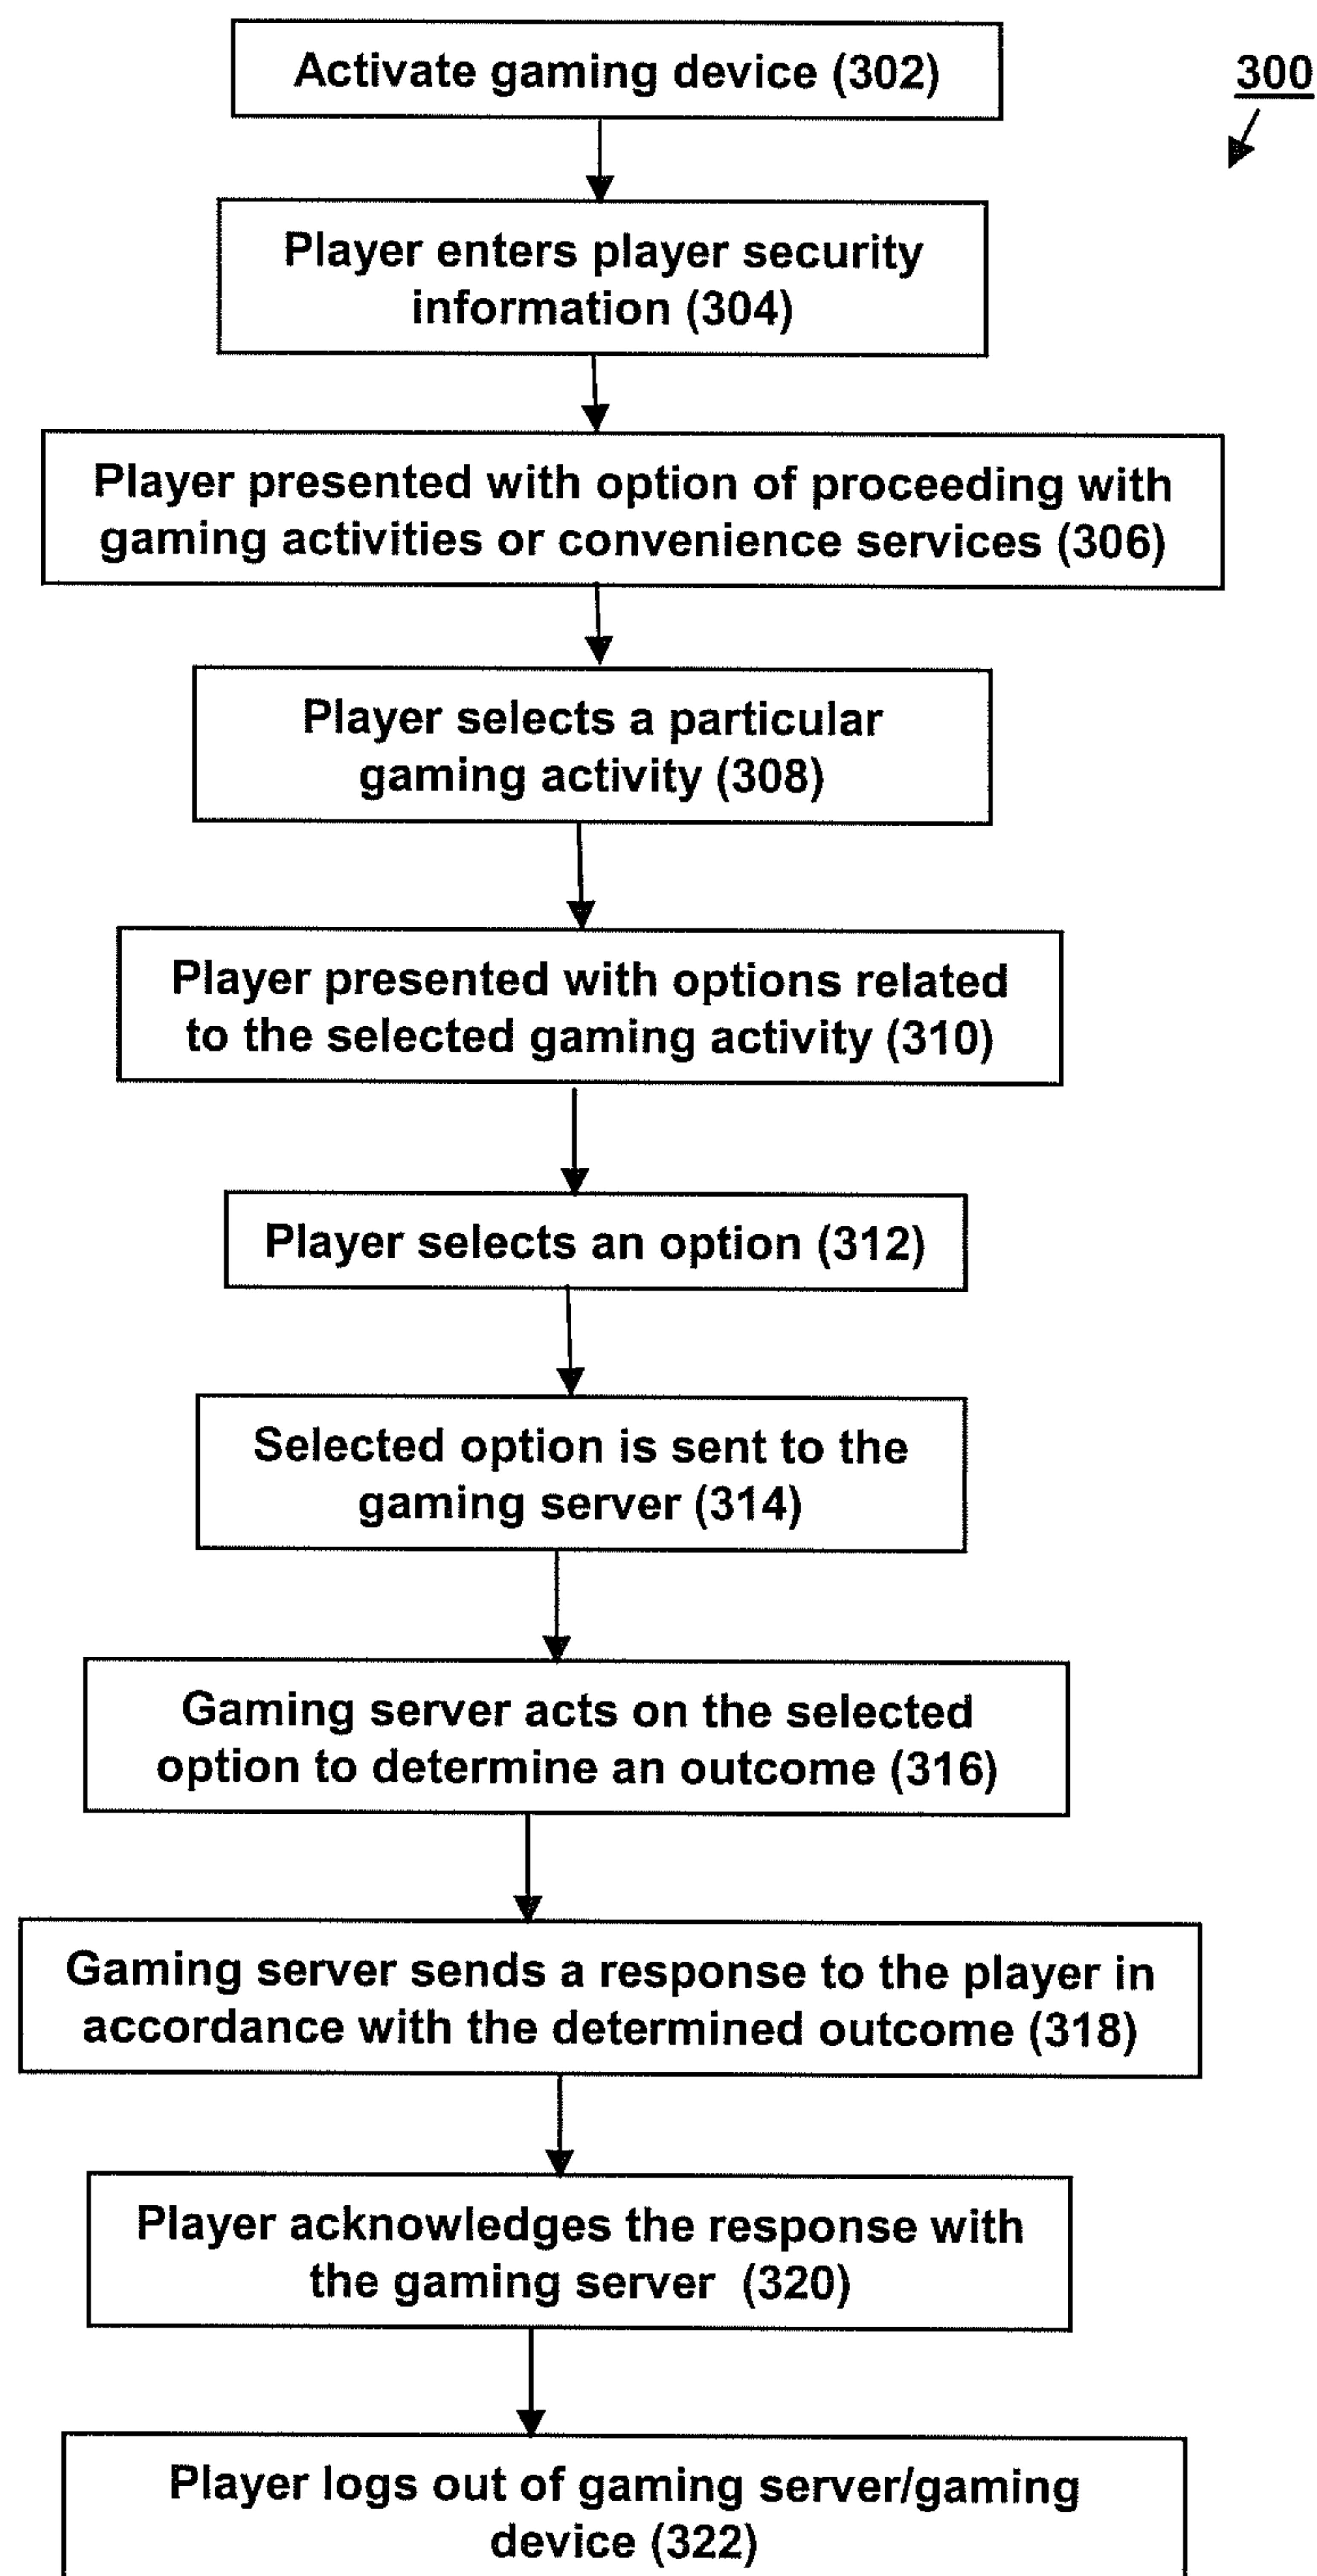 Activate gaming device (302)
300
Player enters player security
information (304)
Player presented with option of proceeding with
gaming activities or convenience services (306)
Player selects a particular
gaming activity (308)
Player presented with options related
to the selected gaming activity (310)
Player selects an option (312)
Selected option is sent to the
gaming server (314)
Gaming server acts on the selected
option to determine an outcome (316)
Gaming server sends a response to the player in
accordance with the determined outcome (318)
Player acknowledges the response with
the gaming server (320)
Player logs out of gaming server/gaming
device (322)